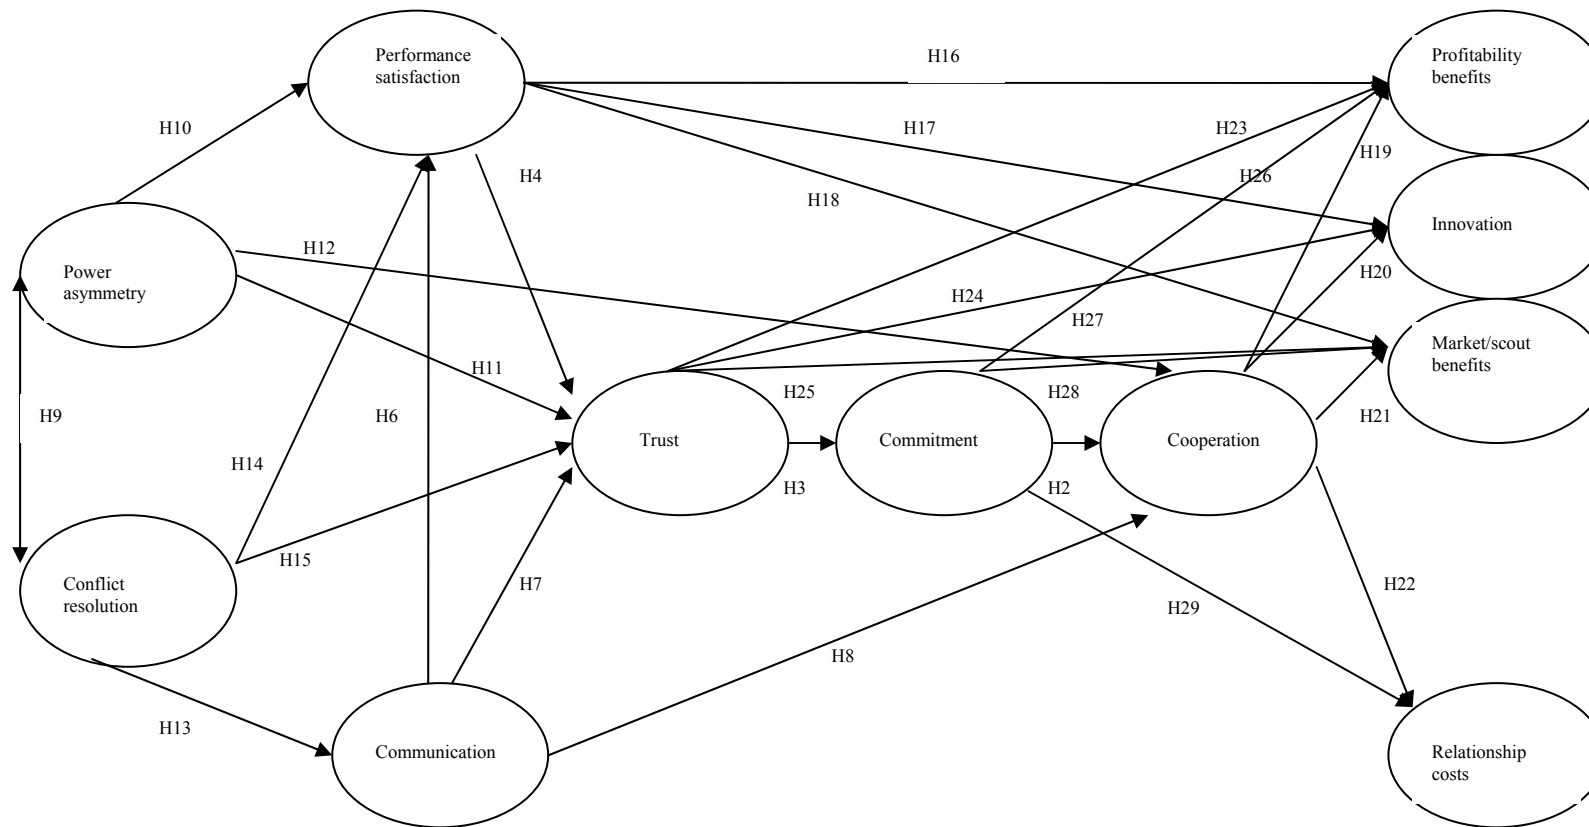 Performance
satisfaction
H16
Profitability
benefits
H10
H17
H23
H19
H4
H26
H18
Innovation
H12
Power
asymmetry
H20
H24
H27
Market/scout
benefits
H11
H25
H28
H9
H6
H21
Trust
Commitment
Cooperation
H14
H3
H2
H15
H7
H22
Conflict
resolution
H29
H8
H13
Communication
Relationship
costs